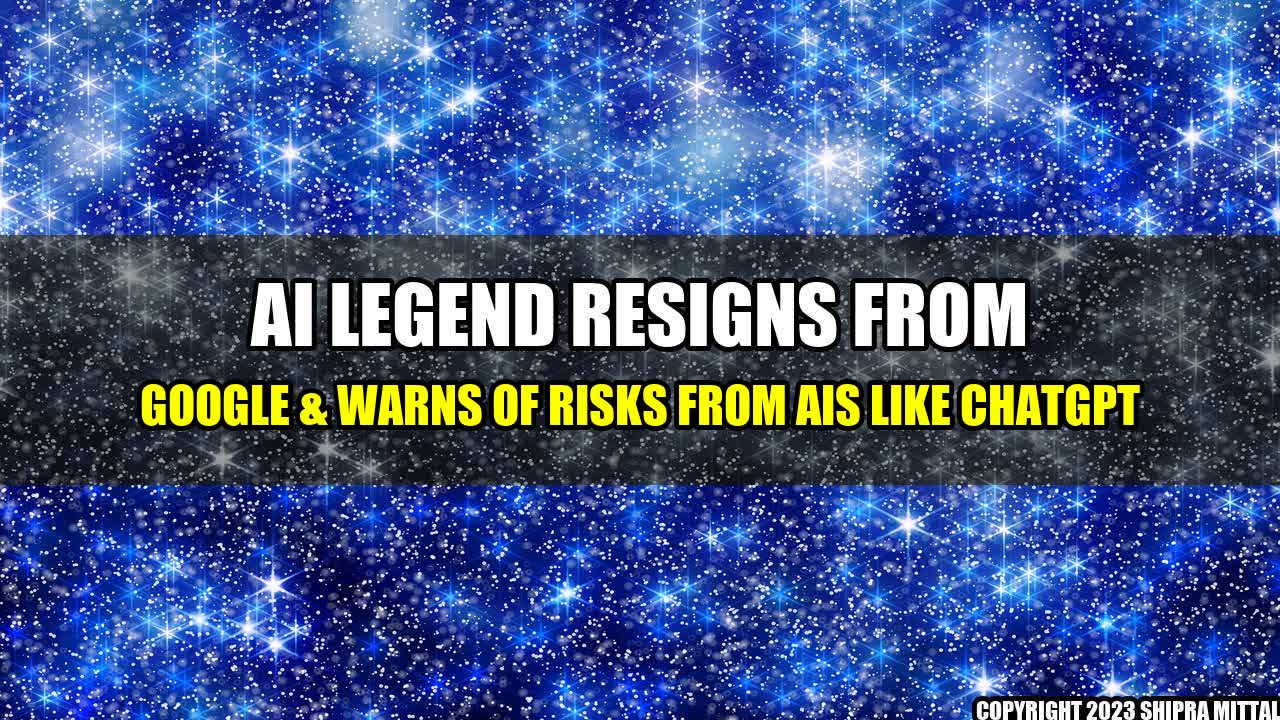 AI LEGEND RESIGNS FROM
GOOGLE & WARNS OF RISKS FROM AIS LIKE CHATGPT
COPYRIGHT 2023 SHIPRA MITTAL